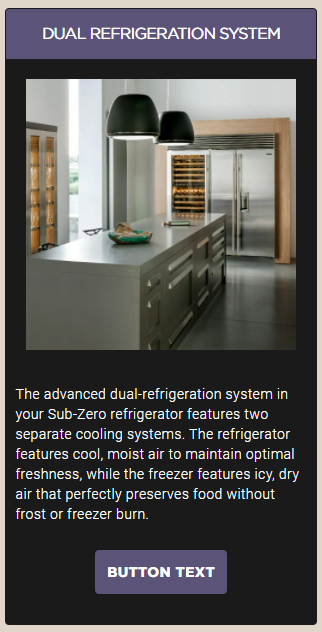 DUAL REFRIGERATION SYSTEM
The advanced dual-refrigeration system in
your Sub-Zero refrigerator features two
separate cooling systems. The refrigerator
features cool, moist air to maintain optimal
freshness, while the freezer features icy, dry
air that perfectly preserves food without
frost or freezer burn.
BUTTON TEXT